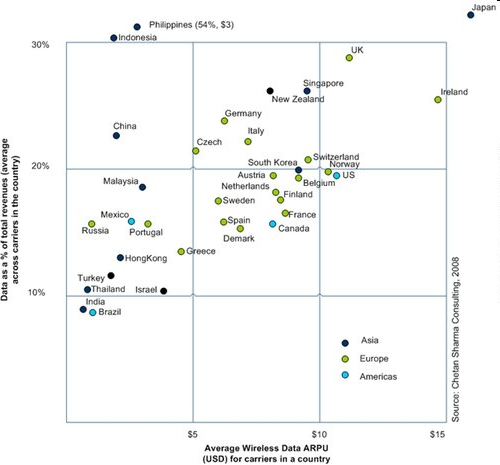 Japan
Philippines (54%, $3)
Indonesia
30%
UK
Singapore
New Zealand
Ireland
Germany
China
Italy
Czech
Switzerland
20%
South Korea
Norway
Austria
US
Malaysia
Belgium
Netherlands
Finland
Sweden
Mexico
France
Russia
Portugal
Spain
Canada
Demark
Greece
HongKong
Turkey
Thailand
Israel
10%
India
Brazil
Asia
Europe
Americas
$5
$10
$15
Average Wireless Data ARPU
(USD) for carriers in a country
Data as a % of total revenues (average
across carriers in the country)
Source: Chetan Sharma Consulting, 2008